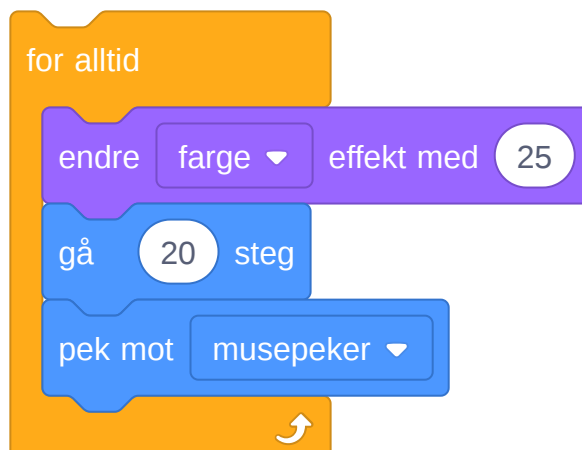 for alltid
endre farge effekt med 25
gå 20 steg
pek mot musepeker